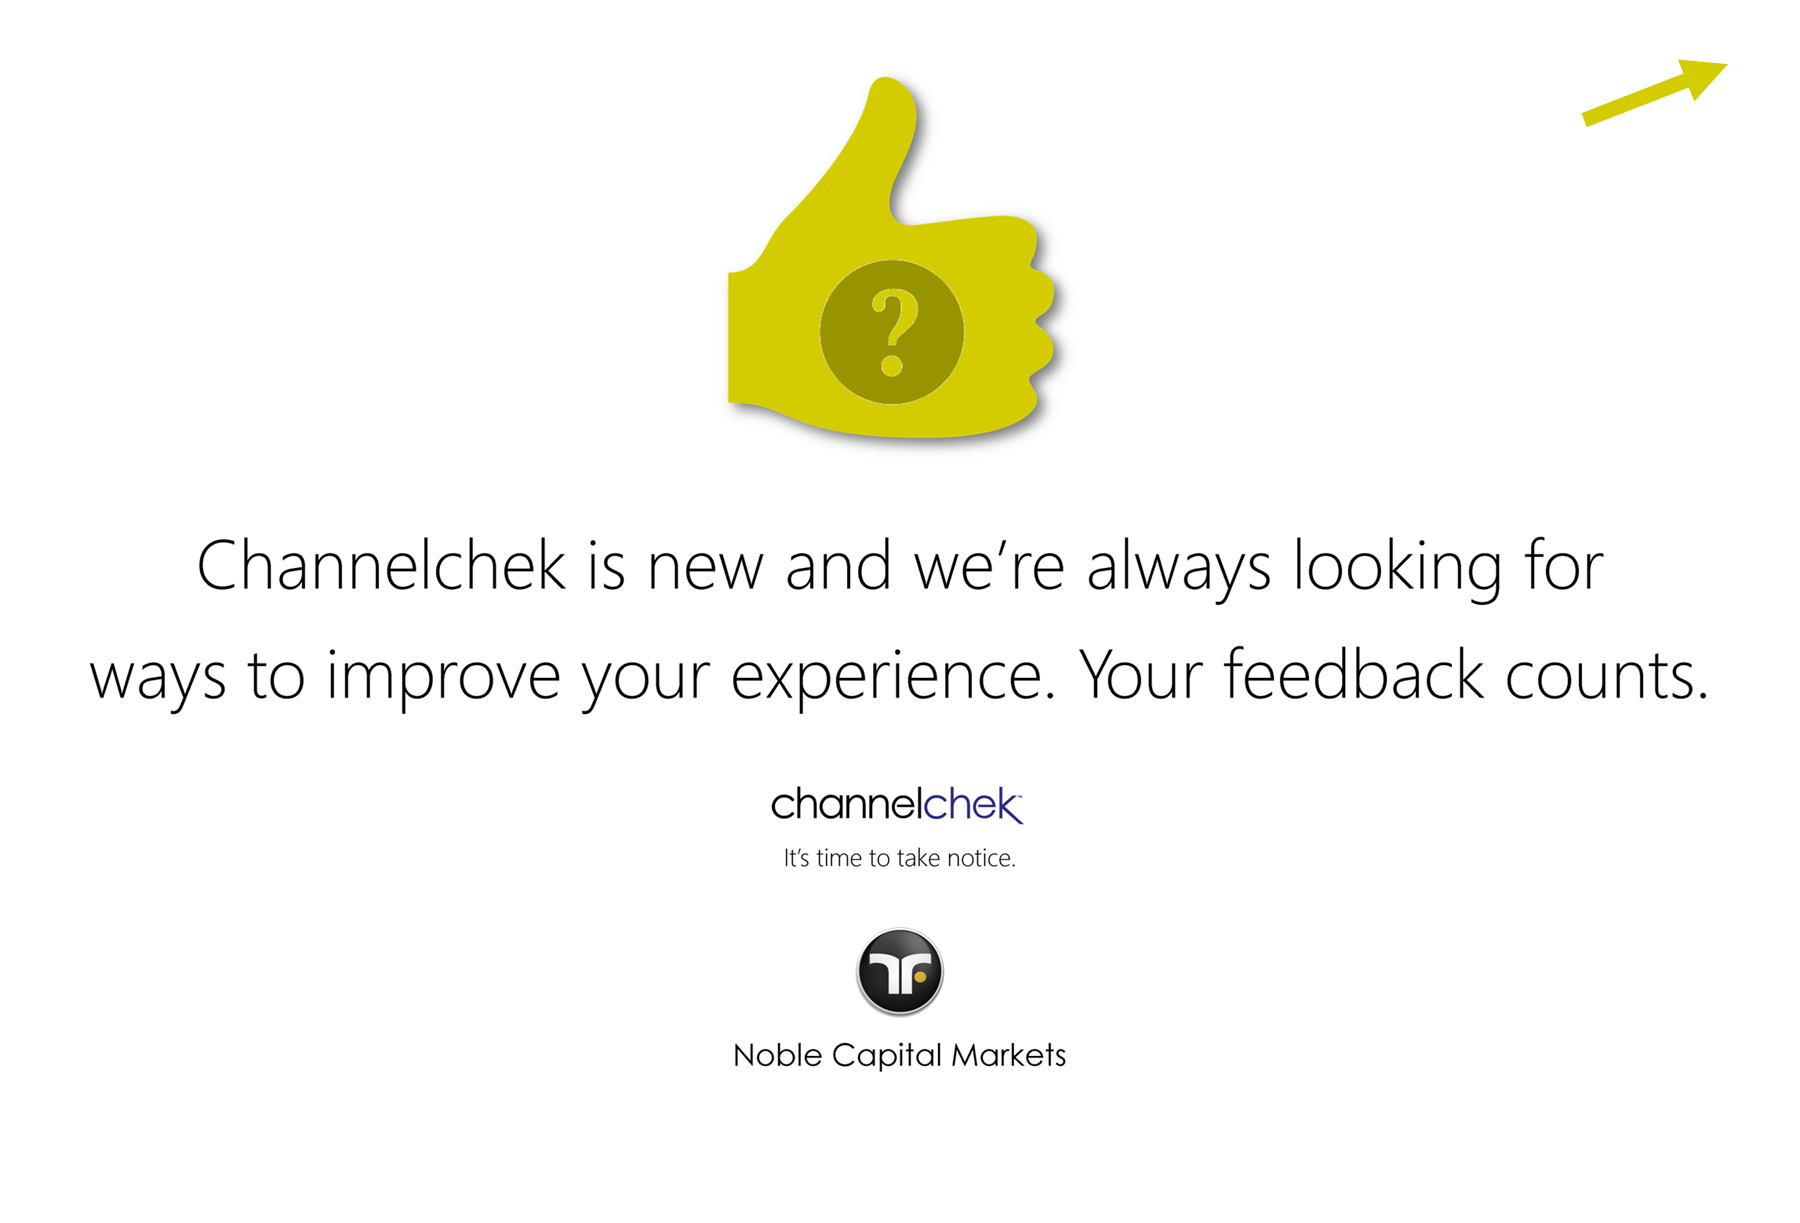 ?
Channelchek is new and we’re always looking for
ways to improve your experience. Your feedback counts.
channelchek™
It’s time to take notice.
Noble Capital Markets